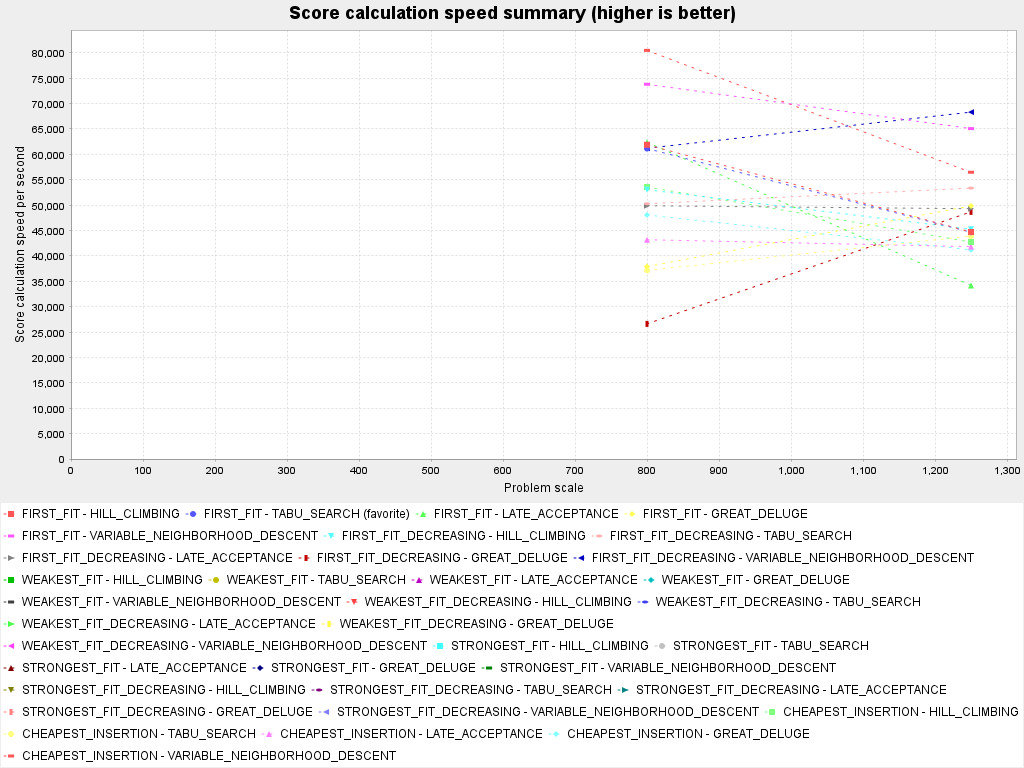 Score calculation speed summary (higher is better)
80,000
75,000
70,000
65,000
60,000
55,000
50,000
45,000
40,000
35,000
30,000
25,000
20,000
15,000
10,000
5,000
0
Score calculation speed per second
0 100 200 300 400 500 600 700 800 900 1,000 1,100 1,200 1,300
Problem scale
FIRST_FIT - HILL_CLIMBING FIRST_FIT - TABU_SEARCH (favorite) FIRST_FIT - LATE_ACCEPTANCE FIRST_FIT - GREAT_DELUGE
FIRST_FIT - VARIABLE_NEIGHBORHOOD_DESCENT FIRST_FIT_DECREASING - HILL_CLIMBING FIRST_FIT_DECREASING - TABU_SEARCH
FIRST_FIT_DECREASING - LATE_ACCEPTANCE FIRST_FIT_DECREASING - GREAT_DELUGE FIRST_FIT_DECREASING - VARIABLE_NEIGHBORHOOD_DESCENT
WEAKEST_FIT - HILL_CLIMBING WEAKEST_FIT - TABU_SEARCH WEAKEST_FIT - LATE_ACCEPTANCE WEAKEST_FIT - GREAT_DELUGE
WEAKEST_FIT - VARIABLE_NEIGHBORHOOD_DESCENT WEAKEST_FIT_DECREASING - HILL_CLIMBING WEAKEST_FIT_DECREASING - TABU_SEARCH
WEAKEST_FIT_DECREASING - LATE_ACCEPTANCE WEAKEST_FIT_DECREASING - GREAT_DELUGE
WEAKEST_FIT_DECREASING - VARIABLE_NEIGHBORHOOD_DESCENT STRONGEST_FIT - HILL_CLIMBING STRONGEST_FIT - TABU_SEARCH
STRONGEST_FIT - LATE_ACCEPTANCE STRONGEST_FIT - GREAT_DELUGE STRONGEST_FIT - VARIABLE_NEIGHBORHOOD_DESCENT
STRONGEST_FIT_DECREASING - HILL_CLIMBING STRONGEST_FIT_DECREASING - TABU_SEARCH STRONGEST_FIT_DECREASING - LATE_ACCEPTANCE
STRONGEST_FIT_DECREASING - GREAT_DELUGE STRONGEST_FIT_DECREASING - VARIABLE_NEIGHBORHOOD_DESCENT CHEAPEST_INSERTION - HILL_CLIMBING
CHEAPEST_INSERTION - TABU_SEARCH CHEAPEST_INSERTION - LATE_ACCEPTANCE CHEAPEST_INSERTION - GREAT_DELUGE
CHEAPEST_INSERTION - VARIABLE_NEIGHBORHOOD_DESCENT